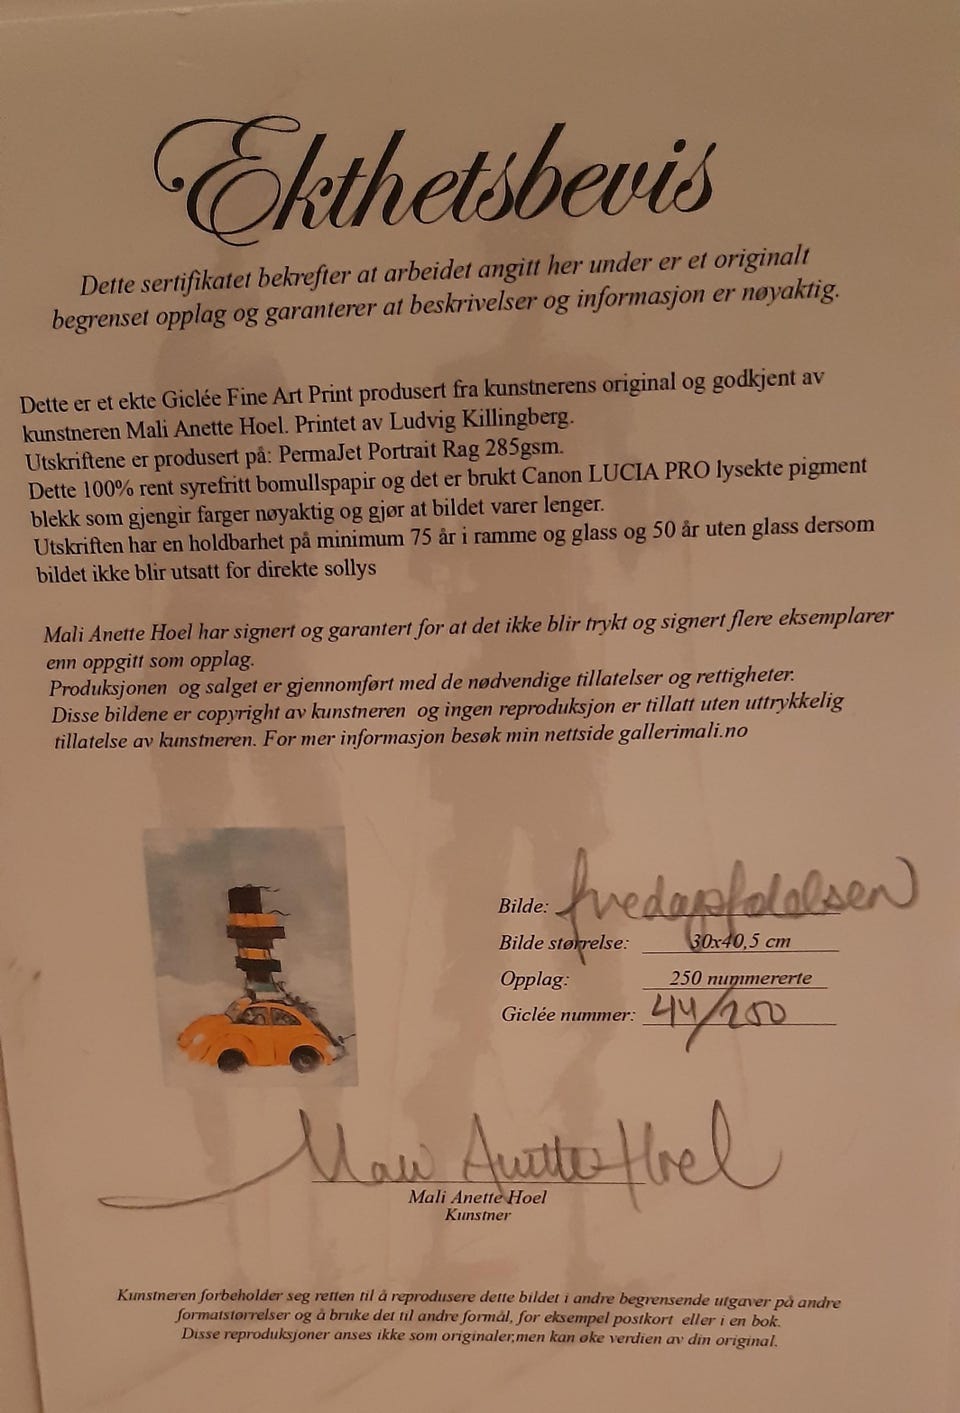 Ekthetsbevis
Dette sertifikatet bekrefter at arbeidet angitt her under er et originalt
begrenset opplag og garanterer at beskrivelser og informasjon er nøyaktig.
Dette er et ekte Giclée Fine Art Print produsert fra kunstnerens original og godkjent av
kunstneren Mali Anette Hoel. Printet av Ludvig Killingberg.
Utskriftene er produsert på: PermaJet Portrait Rag 285gsm.
Dette 100% rent syrefritt bomullspapir og det er brukt Canon LUCIA PRO lysekte pigment
blekk som gjengir farger nøyaktig og gjør at bildet varer lenger.
Utskriften har en holdbarhet på minimum 75 år i ramme og glass og 50 år uten glass dersom
bildet ikke blir utsatt for direkte sollys
Mali Anette Hoel har signert og garantert for at det ikke blir trykt og signert flere eksemplarer
enn oppgitt som opplag.
Produksjonen og salget er gjennomført med de nødvendige tillatelser og rettigheter.
Disse bildene er copyright av kunstneren og ingen reproduksjon er tillatt uten uttrykkelig
tillatelse av kunstneren. For mer informasjon besøk min nettside gallerimali.no
Bilde:
Bilde størrelse: 30x40,5 cm
Opplag: 250 nummererte
Giclée nummer: 44/250
Mali Anette Hoel
Mali Anette Hoel
Kunstner
Kunstneren forbeholder seg retten til å reprodusere dette bildet i andre begrensende utgaver på andre
formatstørrelser og å bruke det til andre formål, for eksempel postkort eller i en bok.
Disse reproduksjoner anses ikke som originaler,men kan øke verdien av din original.